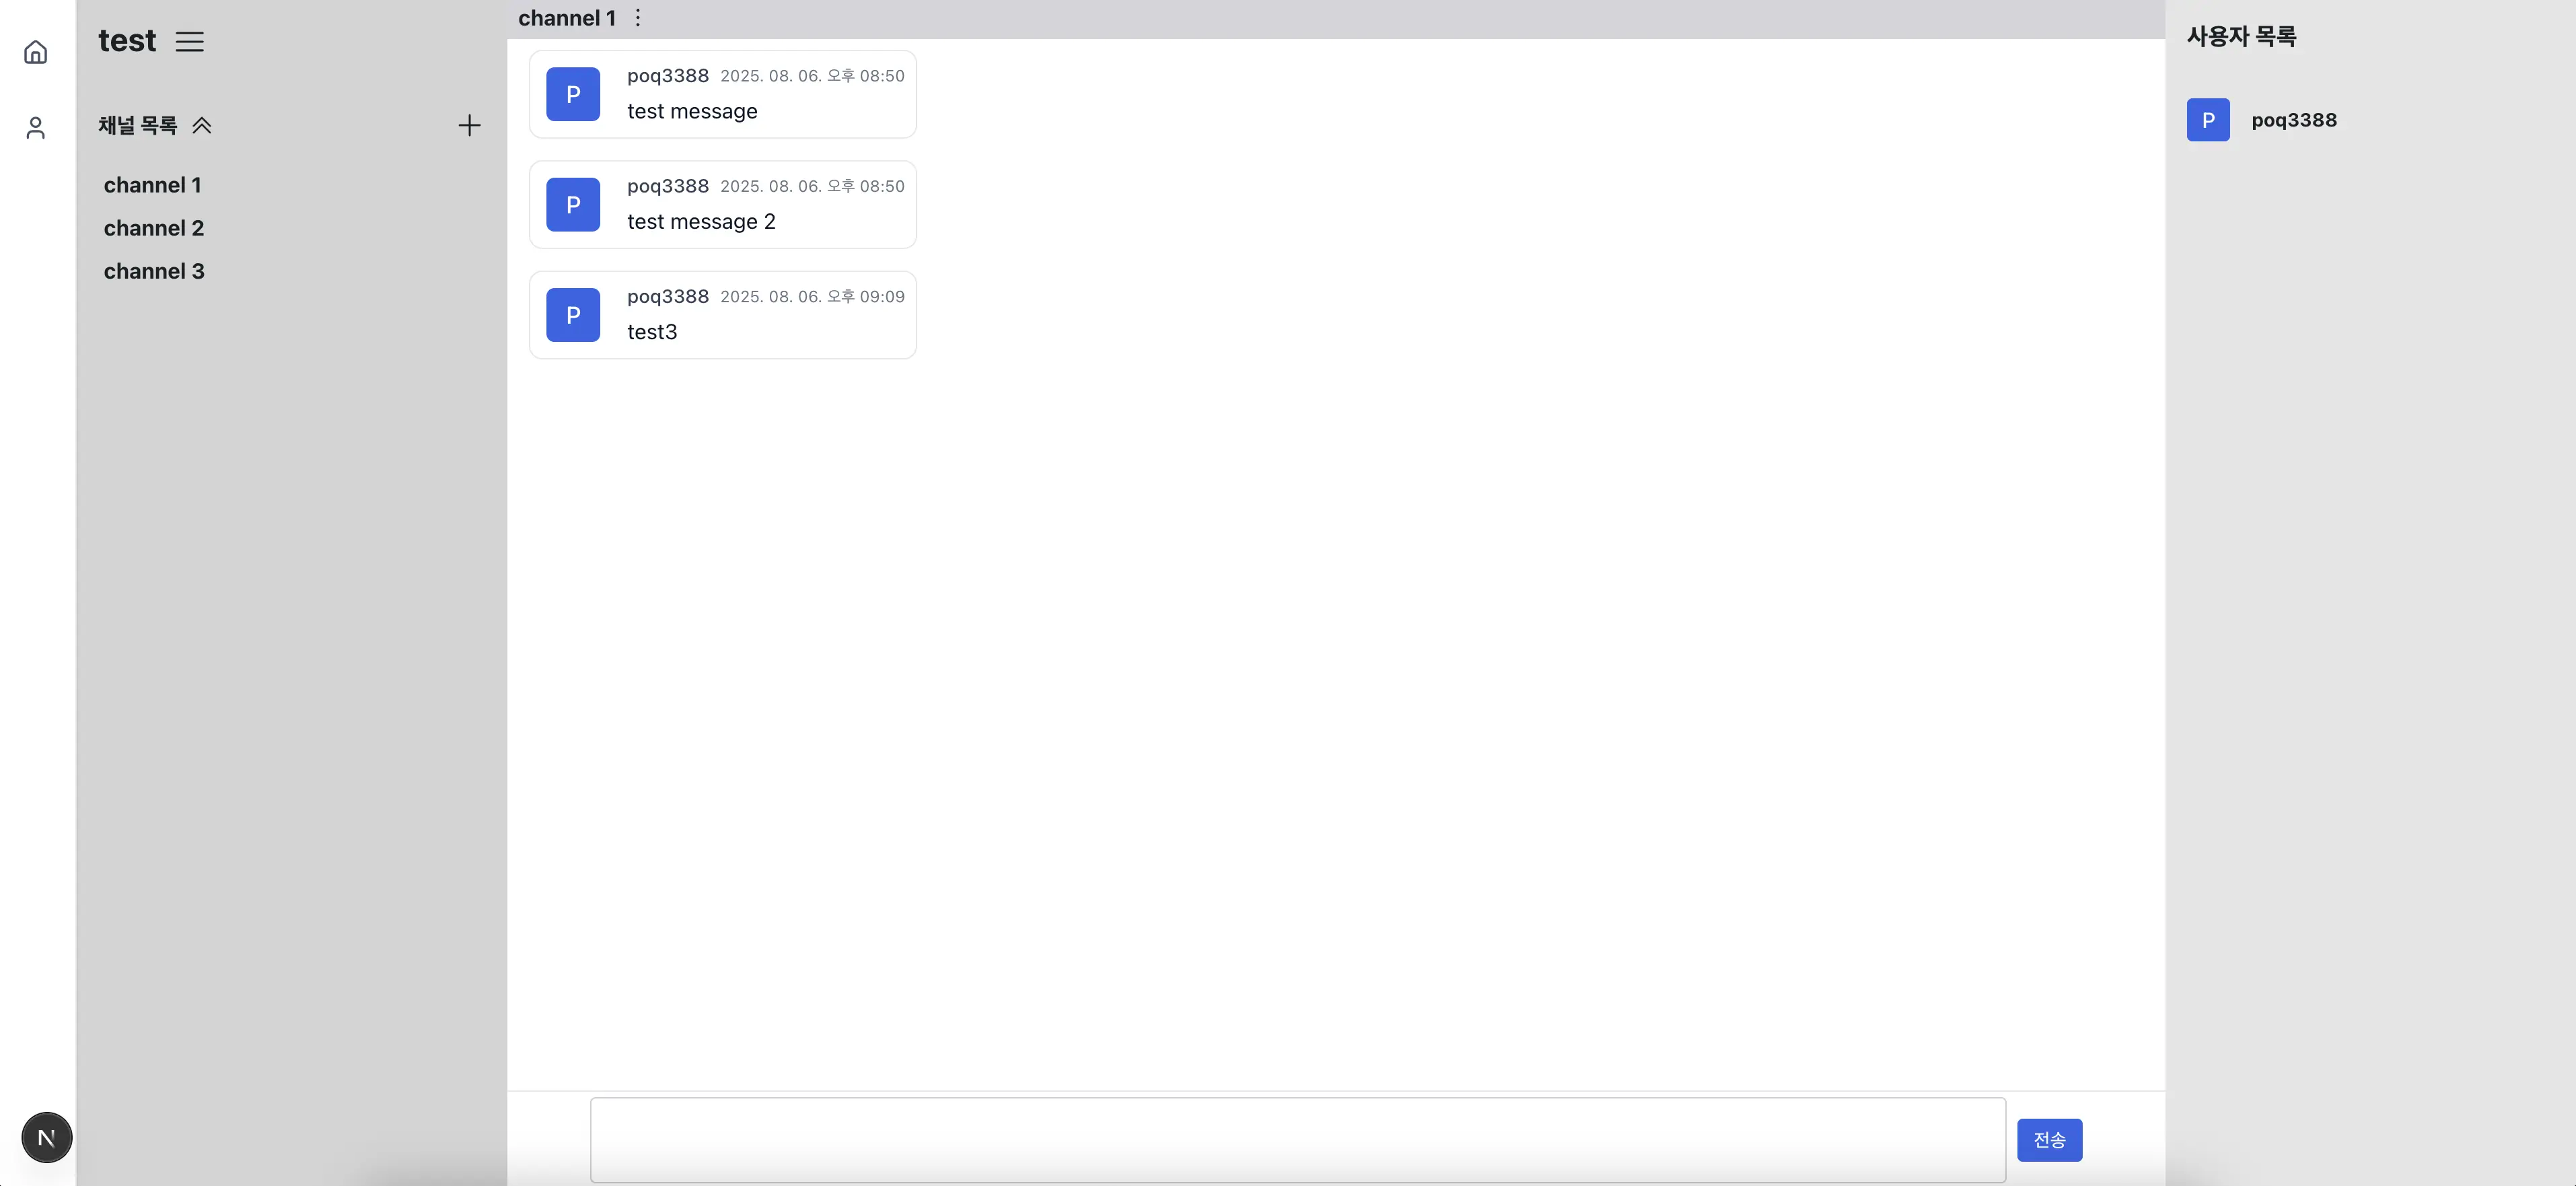 test
채널 목록
channel 1
channel 2
channel 3
channel 1
P
poq3388 2025. 08. 06. 오후 08:50
test message
P
poq3388 2025. 08. 06. 오후 08:50
test message 2
P
poq3388 2025. 08. 06. 오후 09:09
test3
전송
사용자 목록
P
poq3388
N